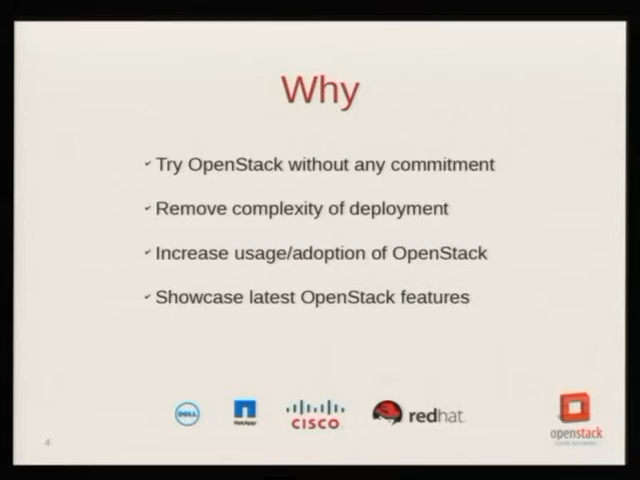 Why
Try OpenStack without any commitment
Remove complexity of deployment
Increase usage/adoption of OpenStack
Showcase latest OpenStack features
DELL
NetApp
CISCO
redhat
openstack
4